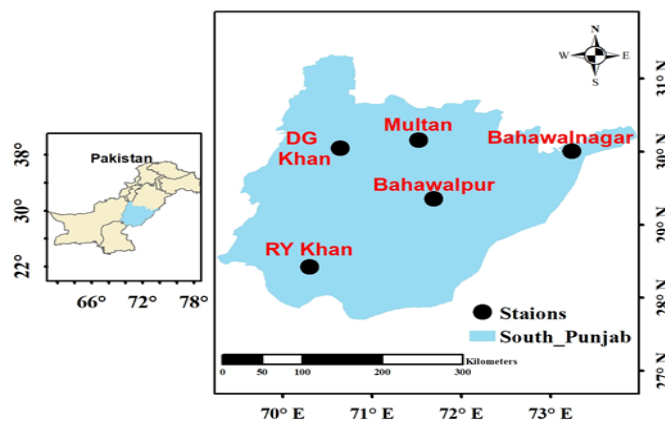 Pakistan
38°
30°
22°
66° 72° 78°
N
W E
S
DG
Khan
Multan
Bahawalnagar
Bahawalpur
RY Khan
Staions
South_Punjab
0 50 100 200 300
Kilometers
31°
30° N
29° N
28° N
27° N
70° E 71° E 72° E 73° E